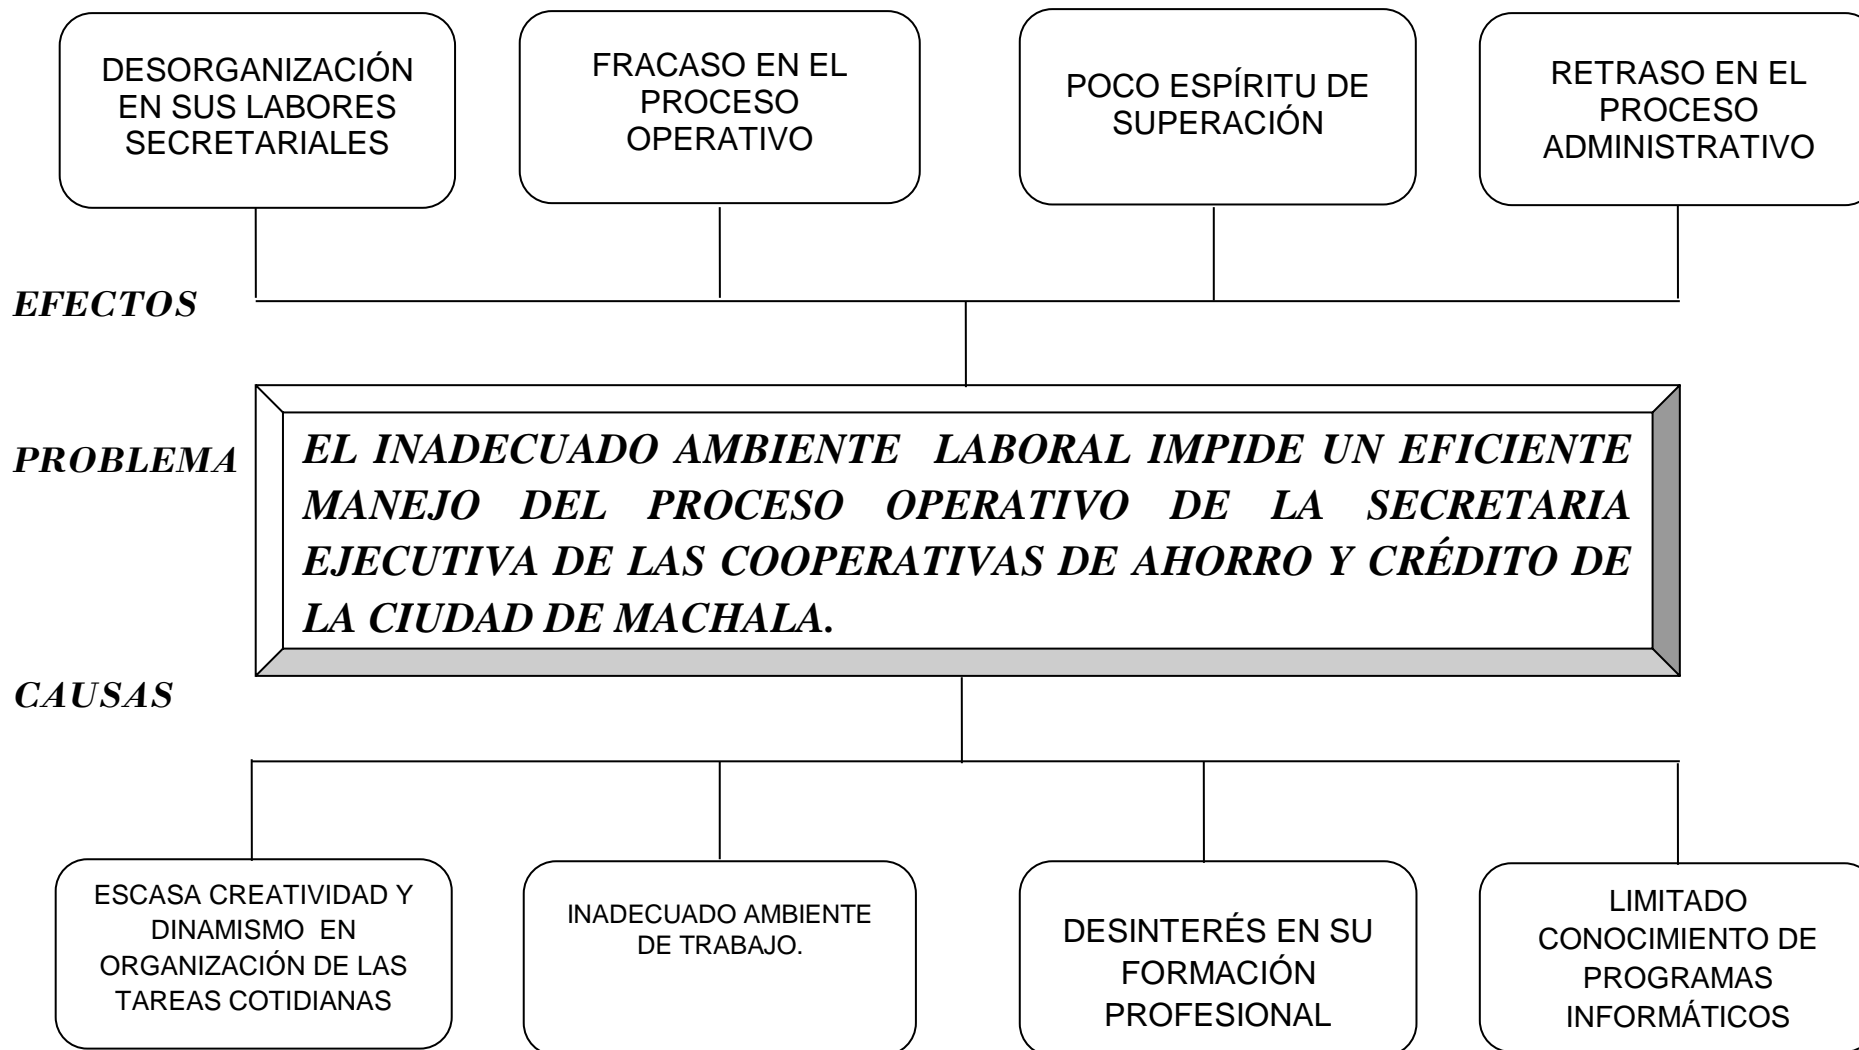 DESORGANIZACIÓN
EN SUS LABORES
SECRETARIALES
FRACASO EN EL
PROCESO
OPERATIVO
POCO ESPÍRITU DE
SUPERACIÓN
RETRASO EN EL
PROCESO
ADMINISTRATIVO
EFECTOS
PROBLEMA
EL INADECUADO AMBIENTE LABORAL IMPIDE UN EFICIENTE
MANEJO DEL PROCESO OPERATIVO DE LA SECRETARIA
EJECUTIVA DE LAS COOPERATIVAS DE AHORRO Y CRÉDITO DE
LA CIUDAD DE MACHALA.
CAUSAS
ESCASA CREATIVIDAD Y
DINAMISMO EN
ORGANIZACIÓN DE LAS
TAREAS COTIDIANAS
INADECUADO AMBIENTE
DE TRABAJO.
DESINTERÉS EN SU
FORMACIÓN
PROFESIONAL
LIMITADO
CONOCIMIENTO DE
PROGRAMAS
INFORMÁTICOS